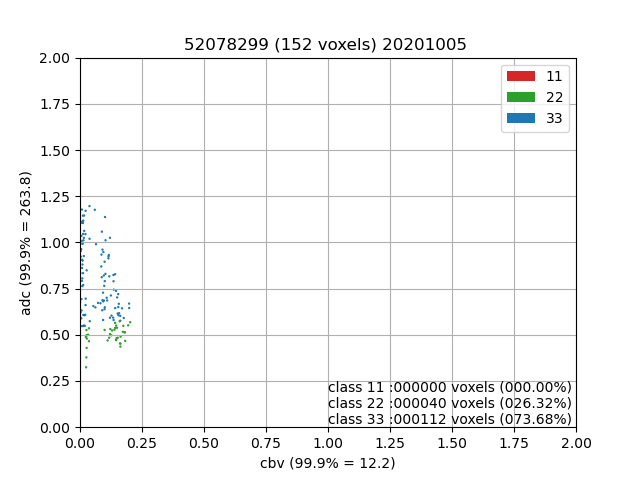 52078299 (152 voxels) 20201005
2.00
1.75
1.50
1.25
1.00
0.75
0.50
0.25
0.00
adc (99.9% = 263.8)
11
22
33
class 11 :000000 voxels (000.00%)
class 22 :000040 voxels (026.32%)
class 33 :000112 voxels (073.68%)
0.00 0.25 0.50 0.75 1.00 1.25 1.50 1.75 2.00
cbv (99.9% = 12.2)